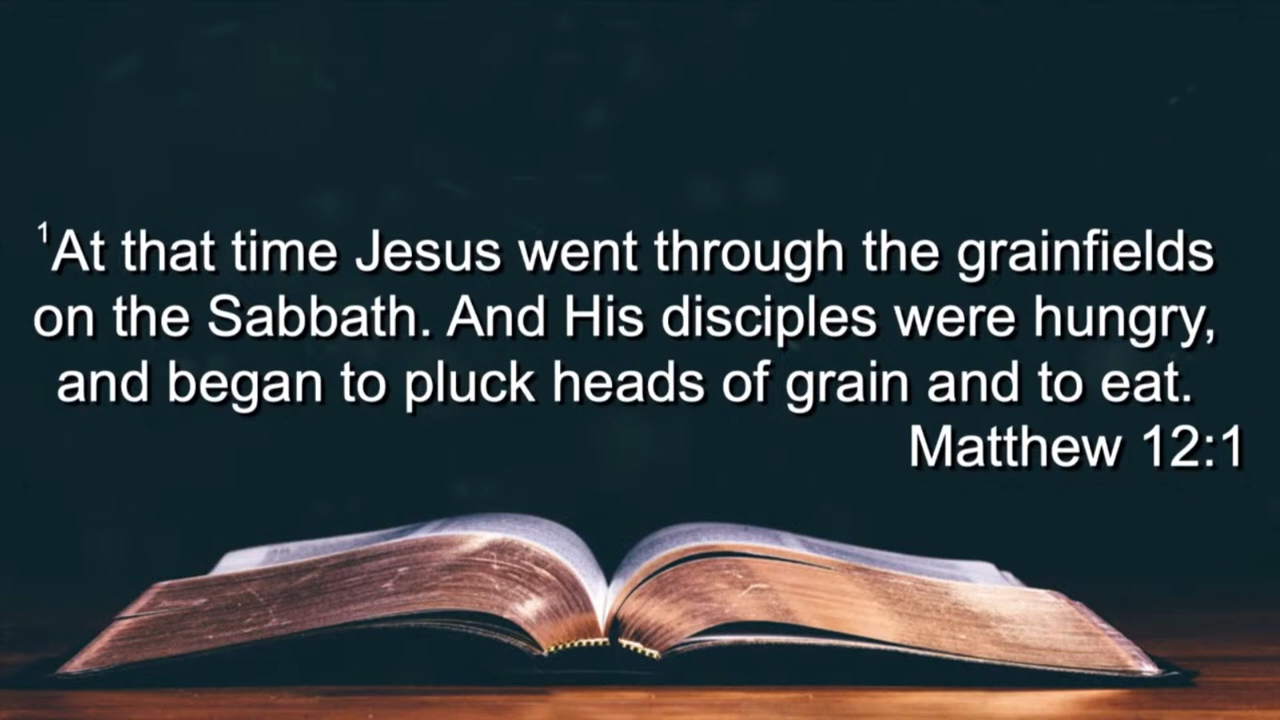 ¹At that time Jesus went through the grainfields
on the Sabbath. And His disciples were hungry,
and began to pluck heads of grain and to eat.
Matthew 12:1